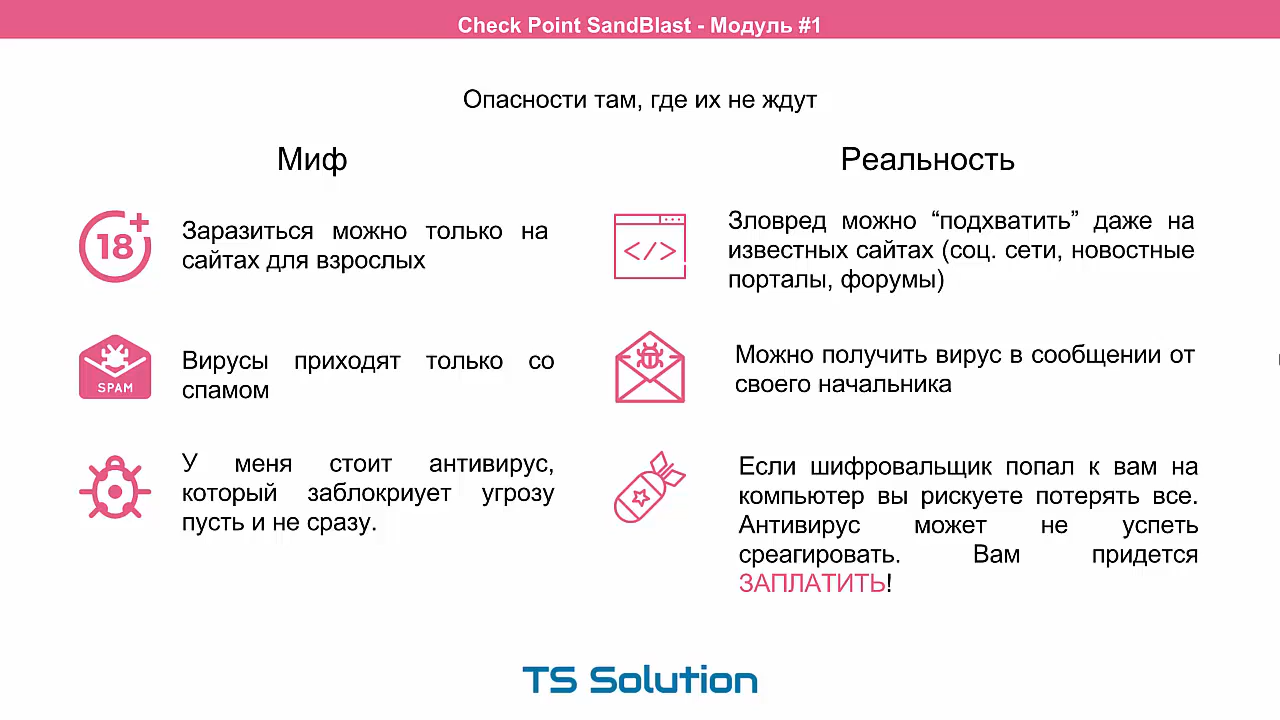 Check Point SandBlast - Модуль #1
Опасности там, где их не ждут
Миф
18+
Заразиться можно только на
сайтах для взрослых
SPAM
Вирусы приходят только со
спамом
У меня стоит антивирус,
который заблокриует угрозу
пусть и не сразу.
Реальность
</>
Зловред можно “подхватить” даже на
известных сайтах (соц. сети, новостные
порталы, форумы)
Можно получить вирус в сообщении от
своего начальника
Если шифровальщик попал к вам на
компьютер вы рискуете потерять все.
Антивирус может не успеть
среагировать. Вам придется
ЗАПЛАТИТЬ!
TS Solution